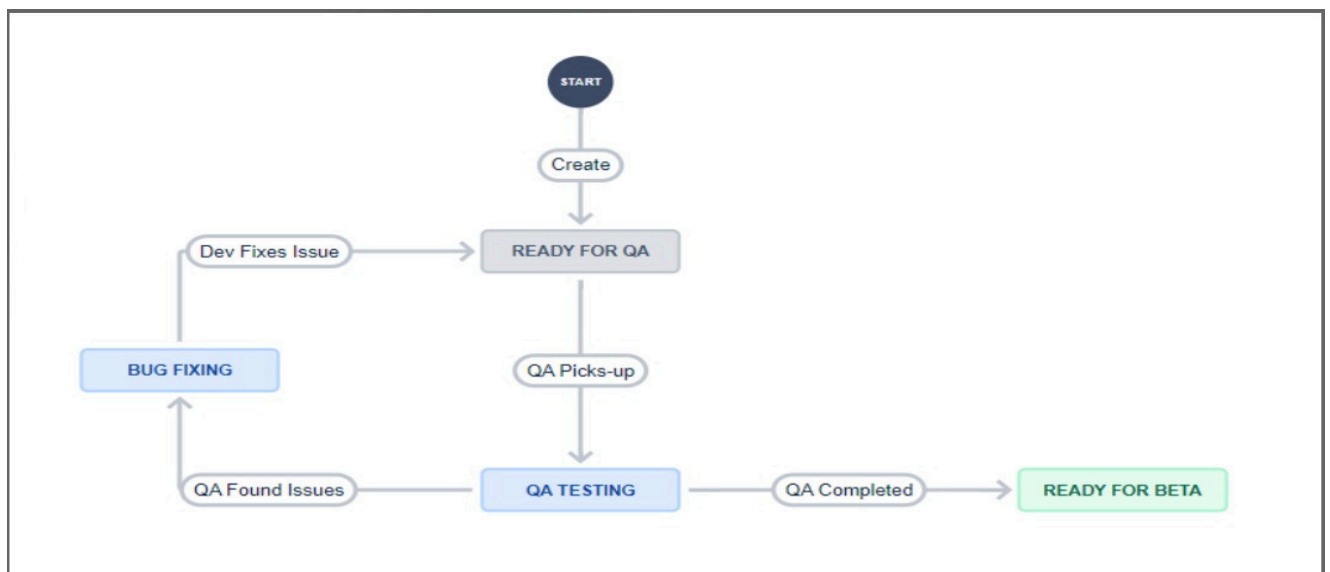 START
Create
Dev Fixes Issue
READY FOR QA
BUG FIXING
QA Picks-up
QA Found Issues
QA TESTING
QA Completed
READY FOR BETA